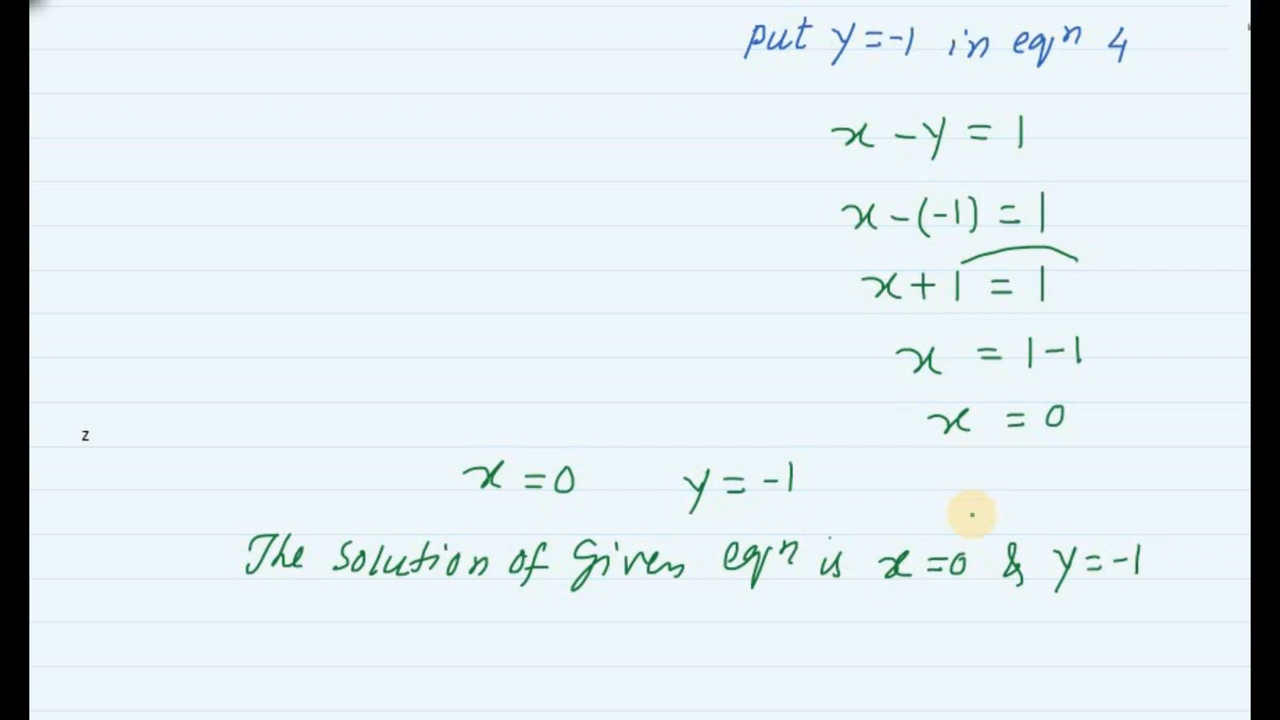 put y=-1 in eqⁿ 4
x - y = 1
x - (-1) = 1
x + 1 = 1
x = 1 - 1
z
x = 0
x = 0 y = -1
The solution of Given eqⁿ is x = 0 & y = -1